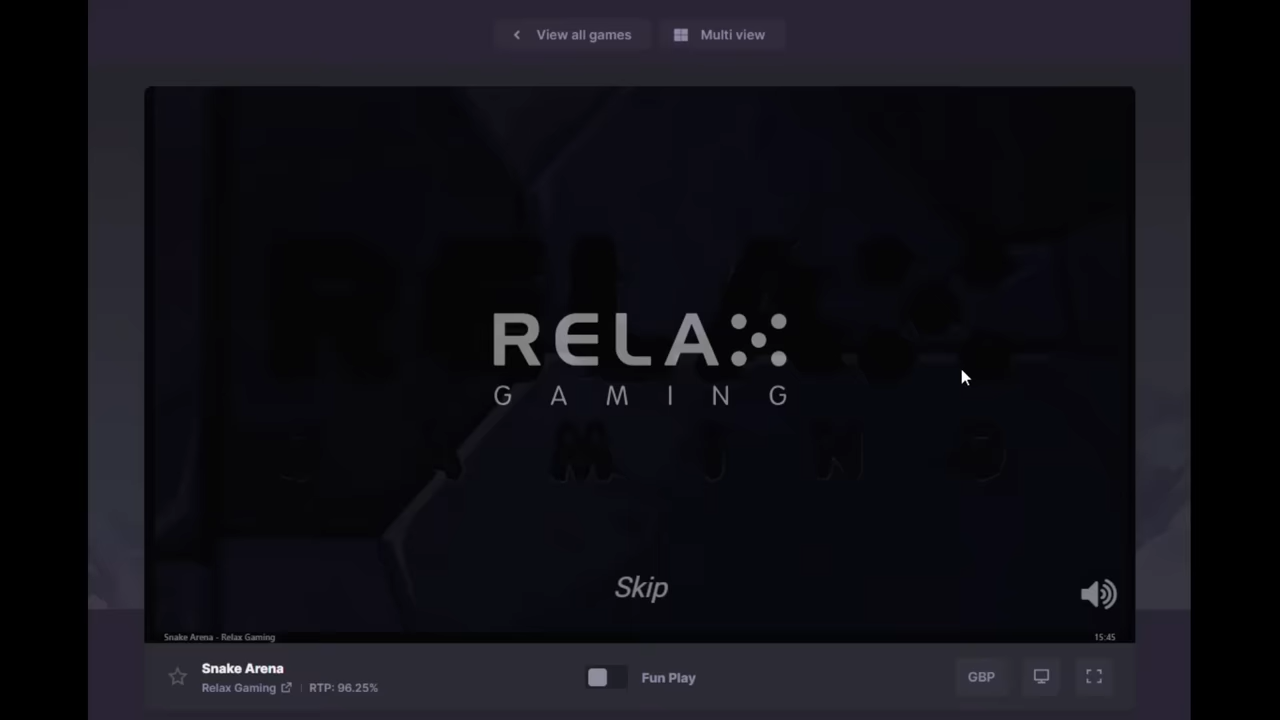 View all games
Multi view
RELAX
GAMING
Skip
Snake Arena - Relax Gaming
15:45
Snake Arena
Relax Gaming
RTP: 96.25%
Fun Play
GBP